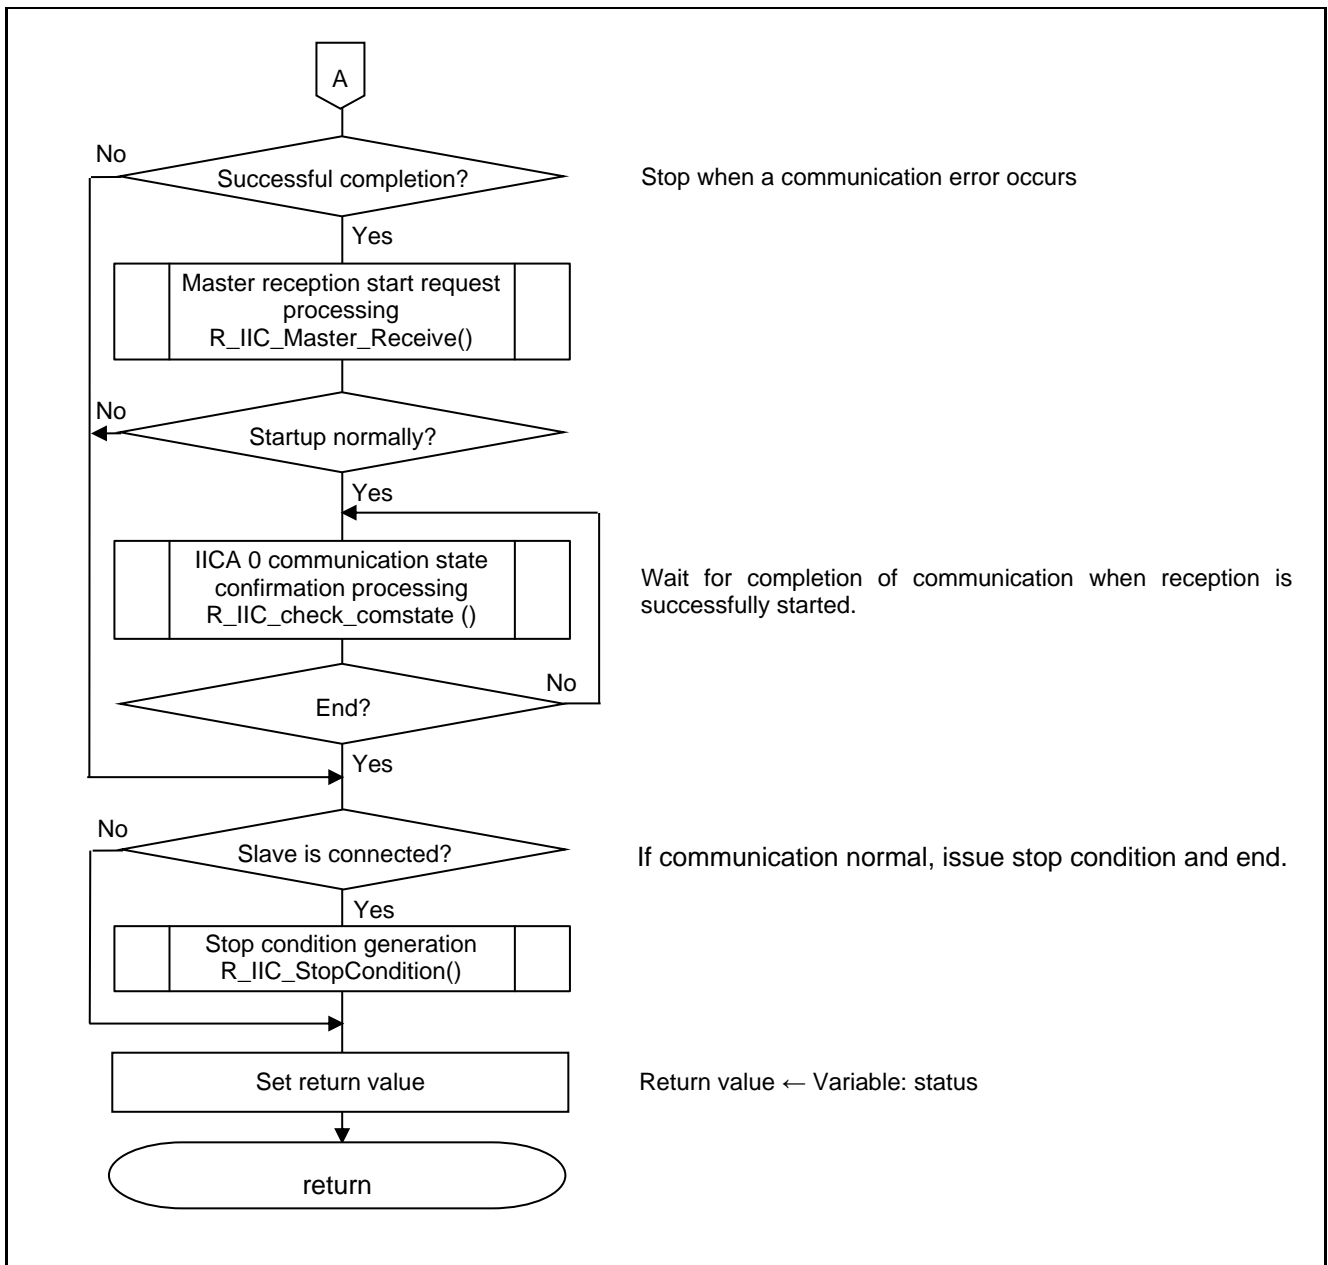 A
No
Successful completion?
Stop when a communication error occurs
Yes
Master reception start request
processing
R_IIC_Master_Receive()
No
Startup normally?
Yes
IICA 0 communication state
confirmation processing
R_IIC_check_comstate ()
Wait for completion of communication when reception is
successfully started.
No
End?
Yes
No
Slave is connected?
If communication normal, issue stop condition and end.
Yes
Stop condition generation
R_IIC_StopCondition()
Set return value
Return value ← Variable: status
return